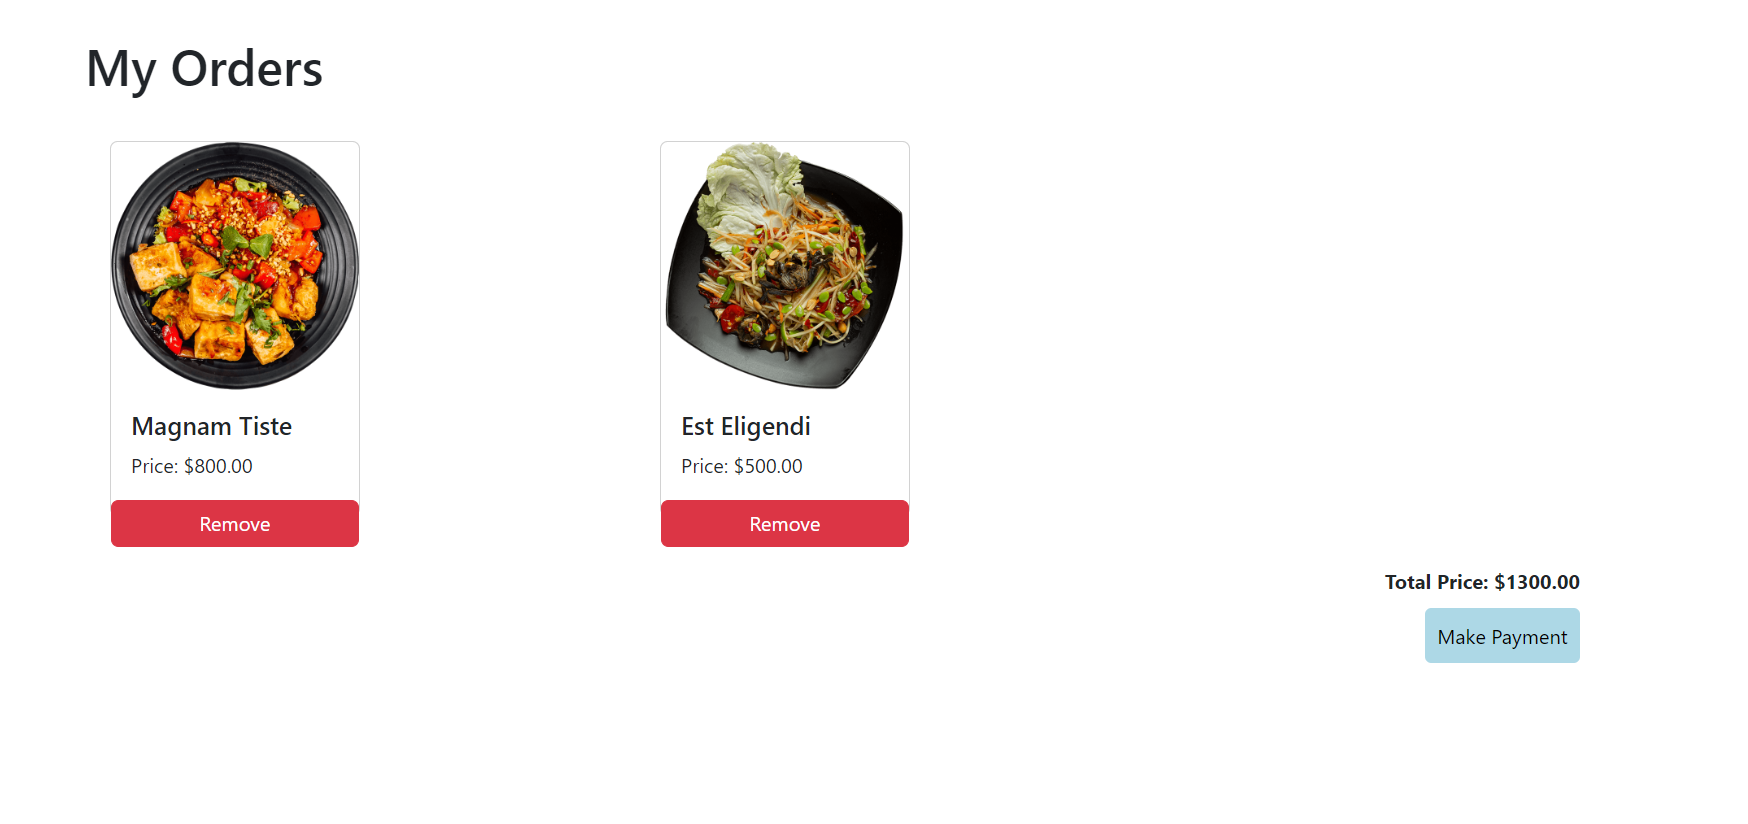 My Orders
Magnam Tiste
Price: $800.00
Remove
Est Eligendi
Price: $500.00
Remove
Total Price: $1300.00
Make Payment